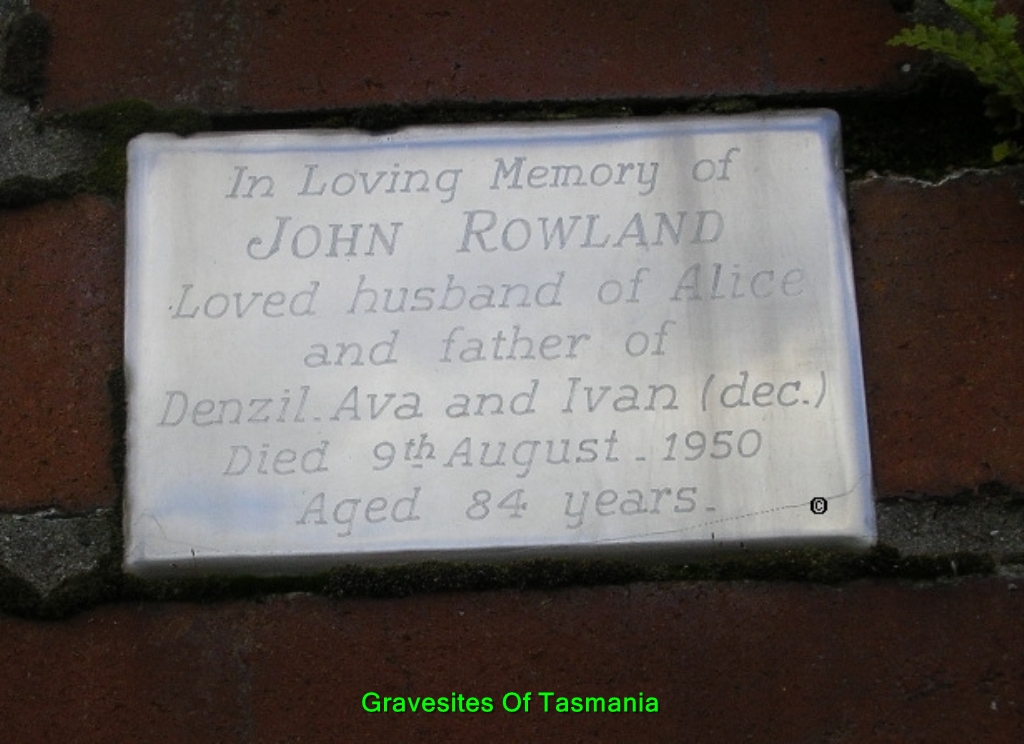 In Loving Memory of
JOHN ROWLAND
Loved husband of Alice
and father of
Denzil. Ava and Ivan (dec.)
Died 9th August. 1950
Aged 84 years.
©
Gravesites Of Tasmania